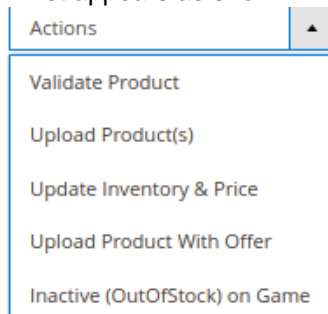 Actions
Validate Product
Upload Product(s)
Update Inventory & Price
Upload Product With Offer
Inactive (OutOfStock) on Game